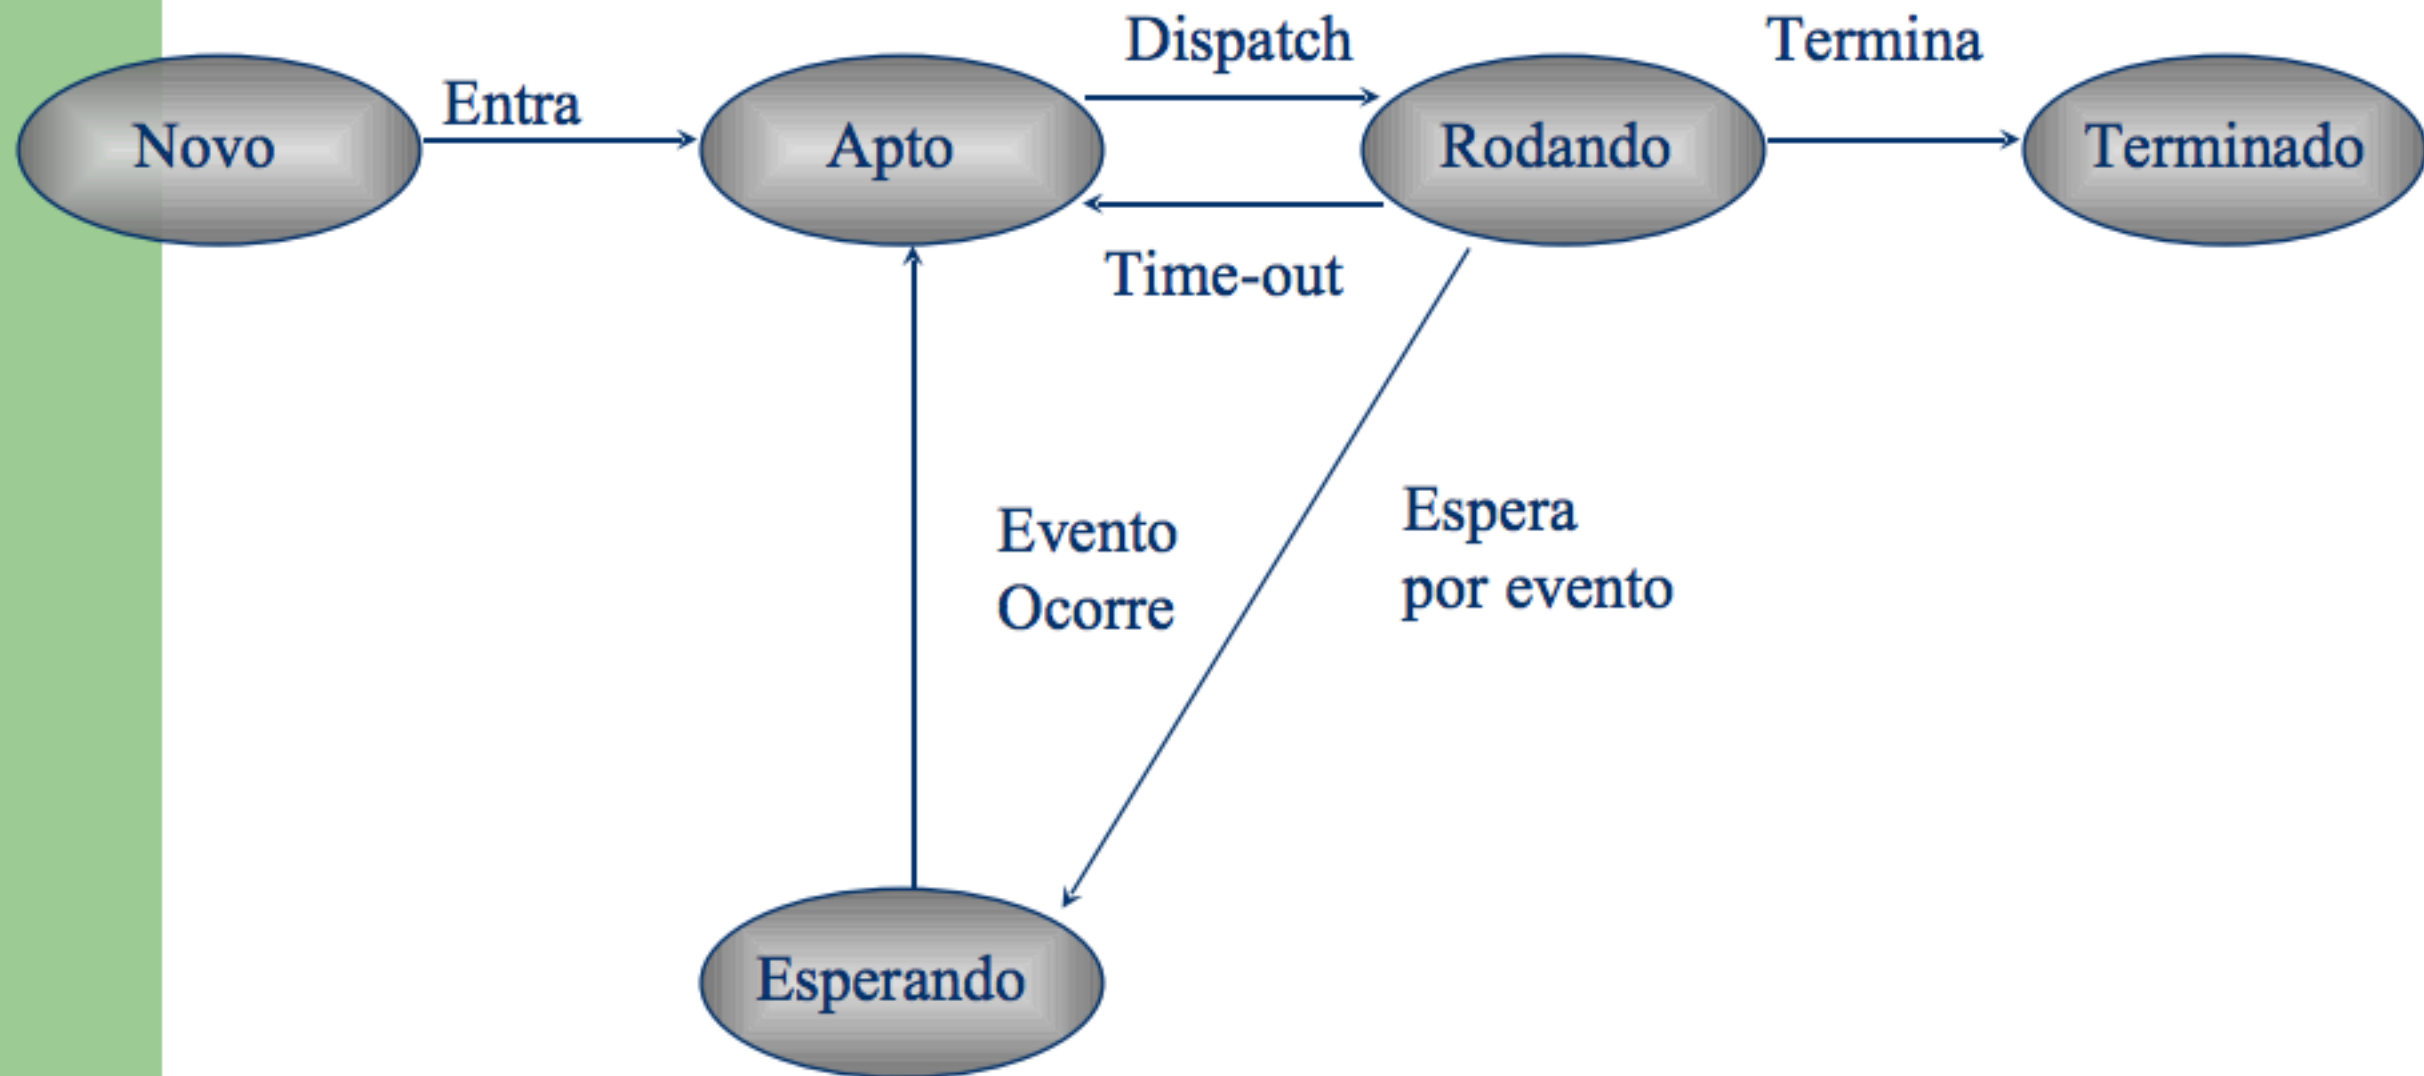 Dispatch
Termina
Entra
Novo
Apto
Rodando
Terminado
Time-out
Evento
Ocorre
Espera
por evento
Esperando